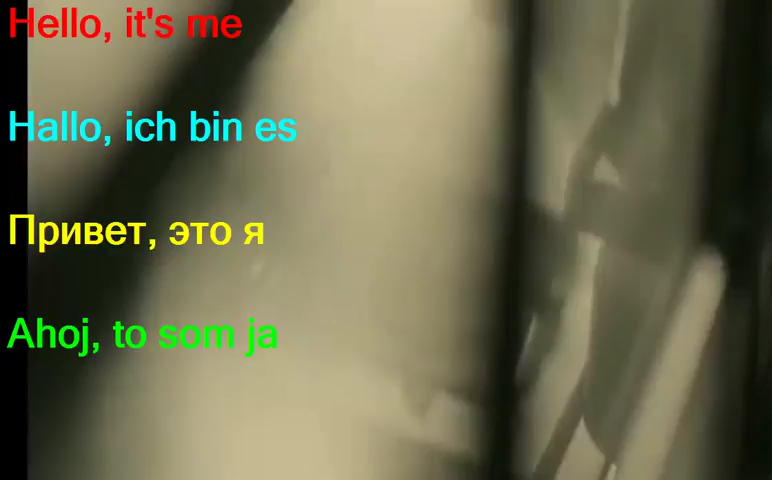 Hello, it's me
Hallo, ich bin es
Привет, это я
Ahoj, to som ja